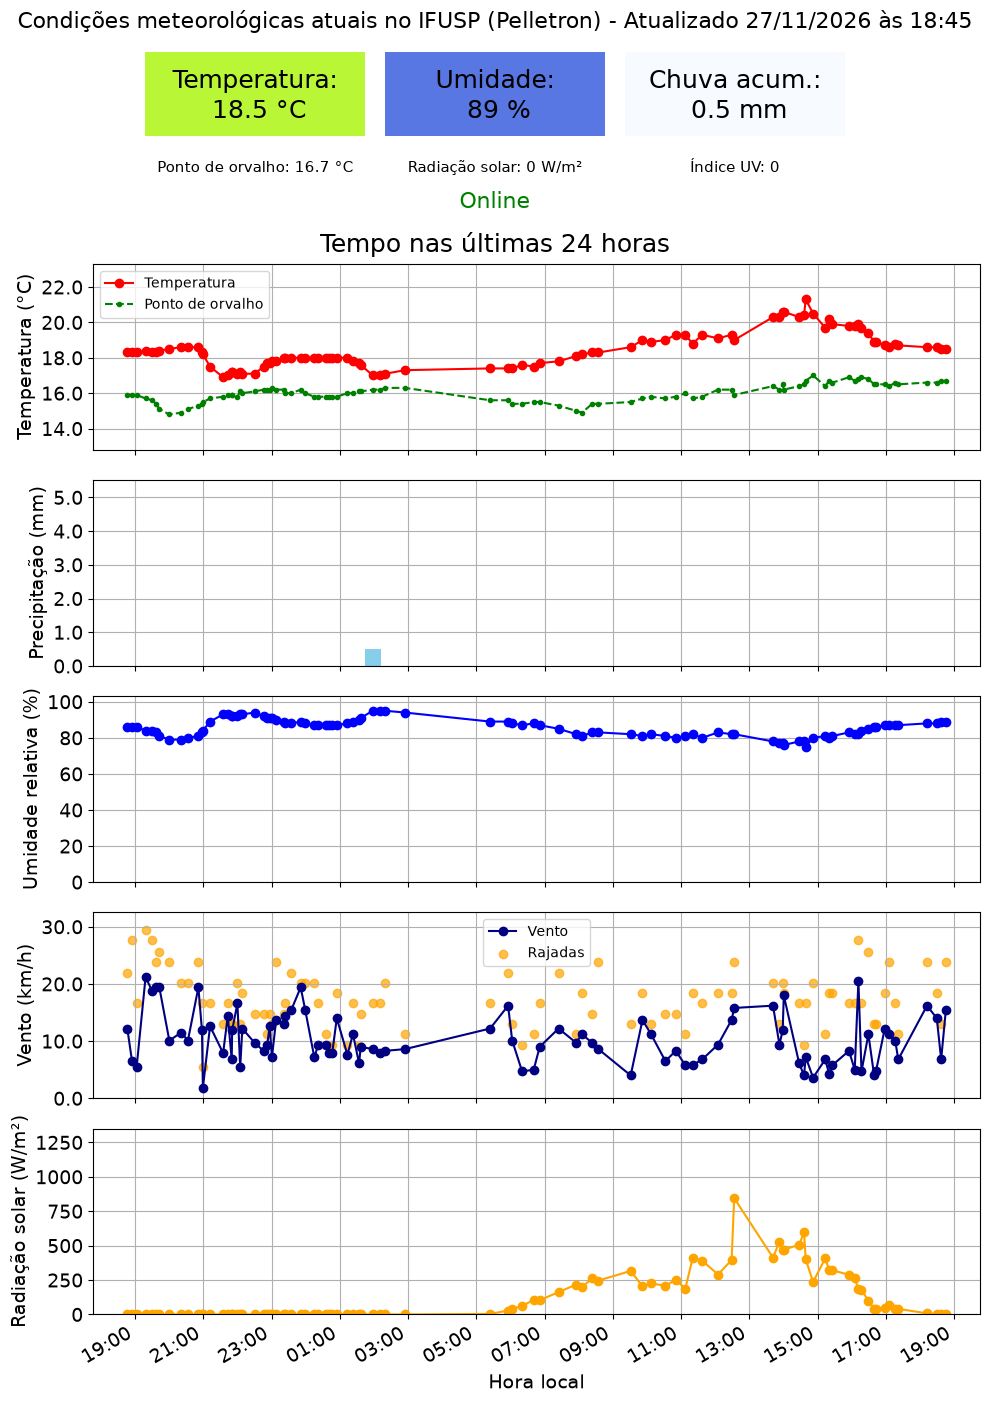 Condições meteorológicas atuais no IFUSP (Pelletron) - Atualizado 27/11/2026 às 18:45
Temperatura:
18.5 °C
Umidade:
89 %
Chuva acum.:
0.5 mm
Ponto de orvalho: 16.7 °C
Radiação solar: 0 W/m²
Índice UV: 0
Online
Tempo nas últimas 24 horas
Temperatura (°C)
22.0
20.0
18.0
16.0
14.0
Temperatura
Ponto de orvalho
Precipitação (mm)
5.0
4.0
3.0
2.0
1.0
0.0
Umidade relativa (%)
100
80
60
40
20
0
Vento (km/h)
30.0
20.0
10.0
0.0
Vento
Rajadas
Radiação solar (W/m²)
1250
1000
750
500
250
0
19:00
21:00
23:00
01:00
03:00
05:00
07:00
09:00
11:00
13:00
15:00
17:00
19:00
Hora local